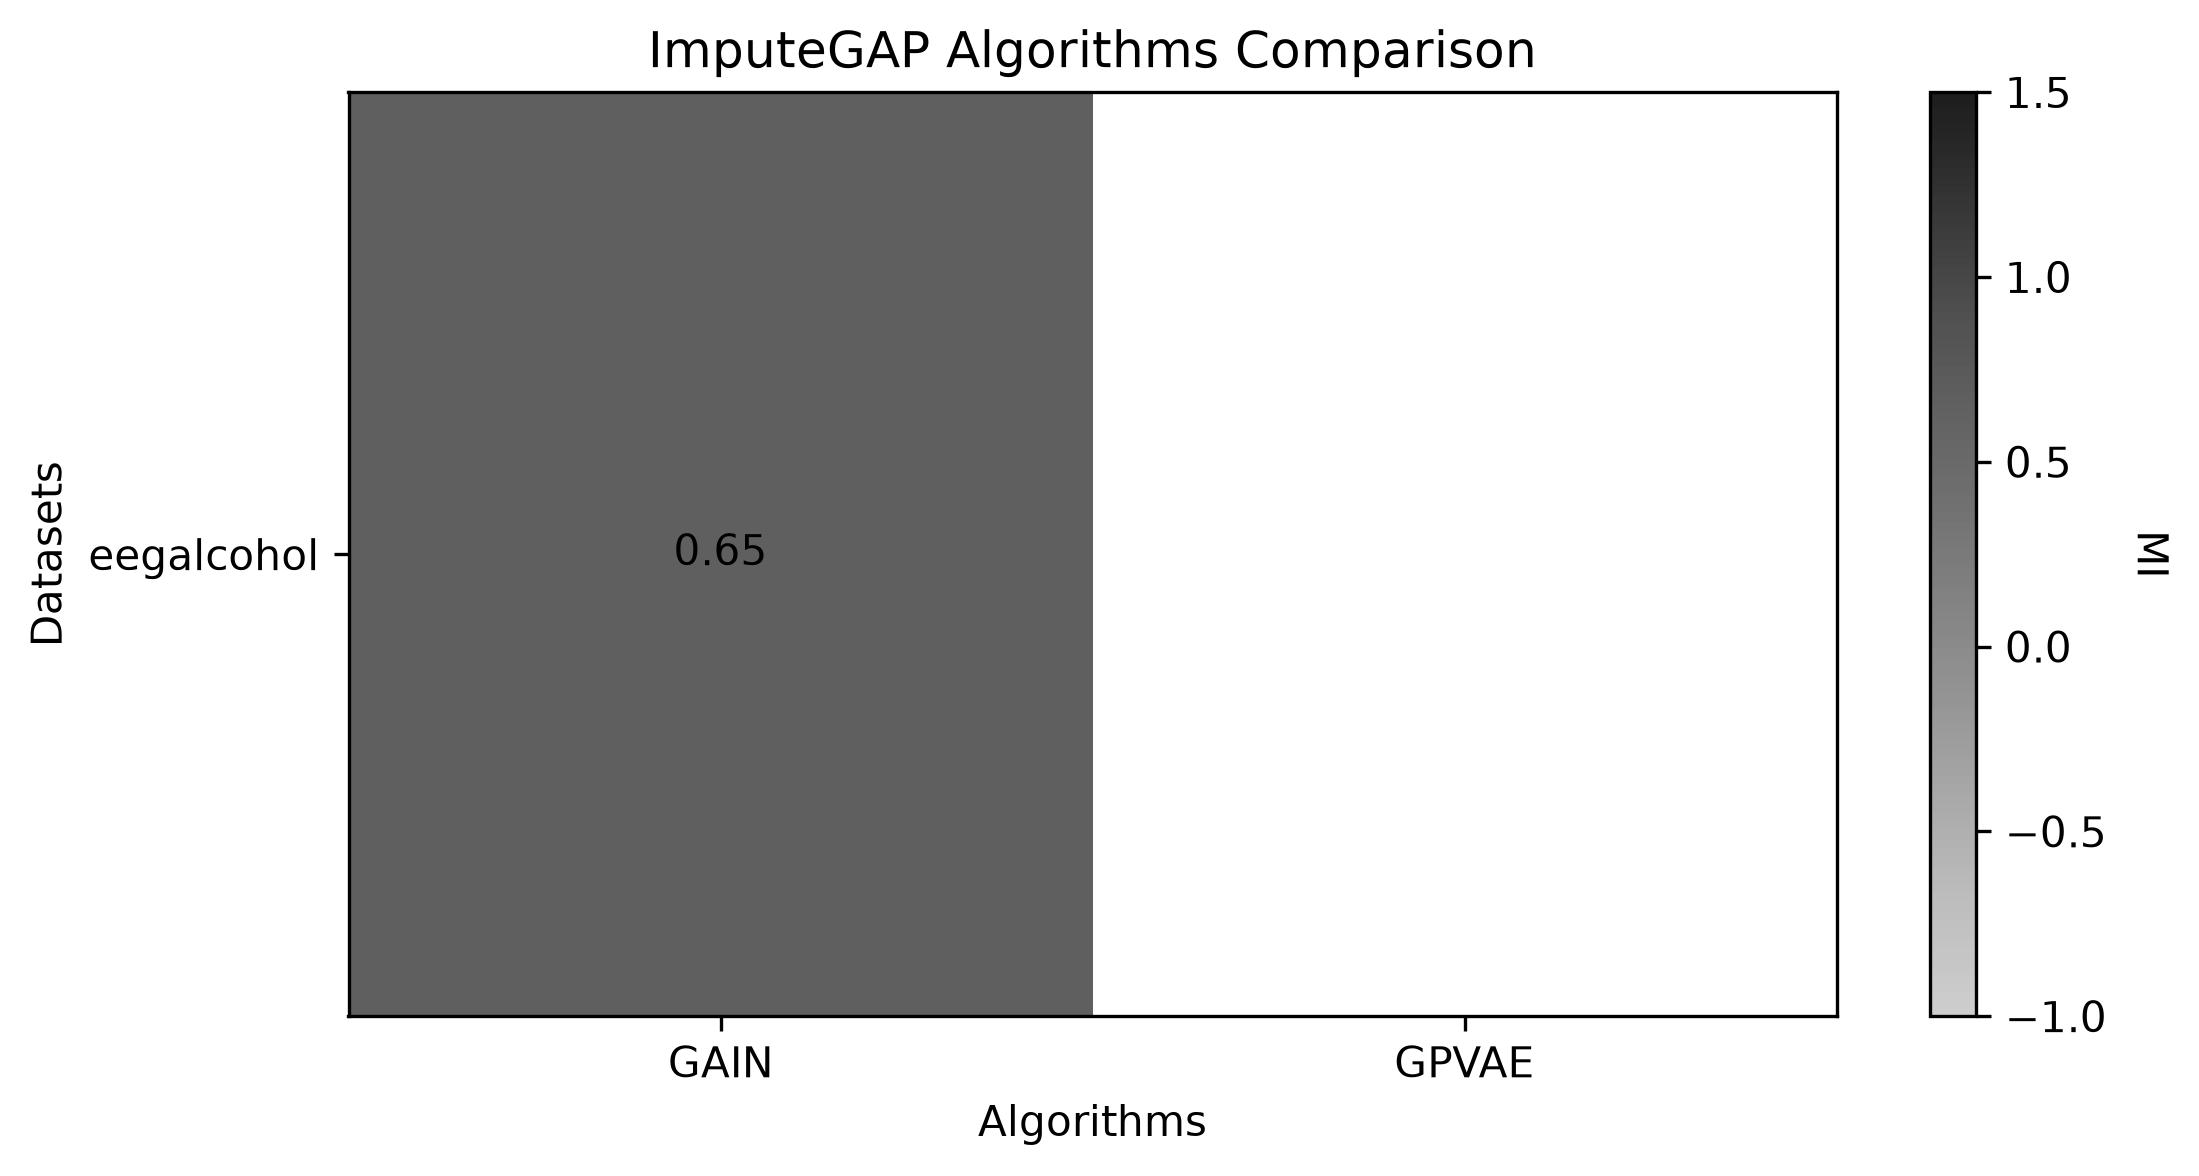 ImputeGAP Algorithms Comparison
Datasets
eegalcohol
0.65
GAIN
GPVAE
Algorithms
1.5
1.0
0.5
0.0
−0.5
−1.0
MI